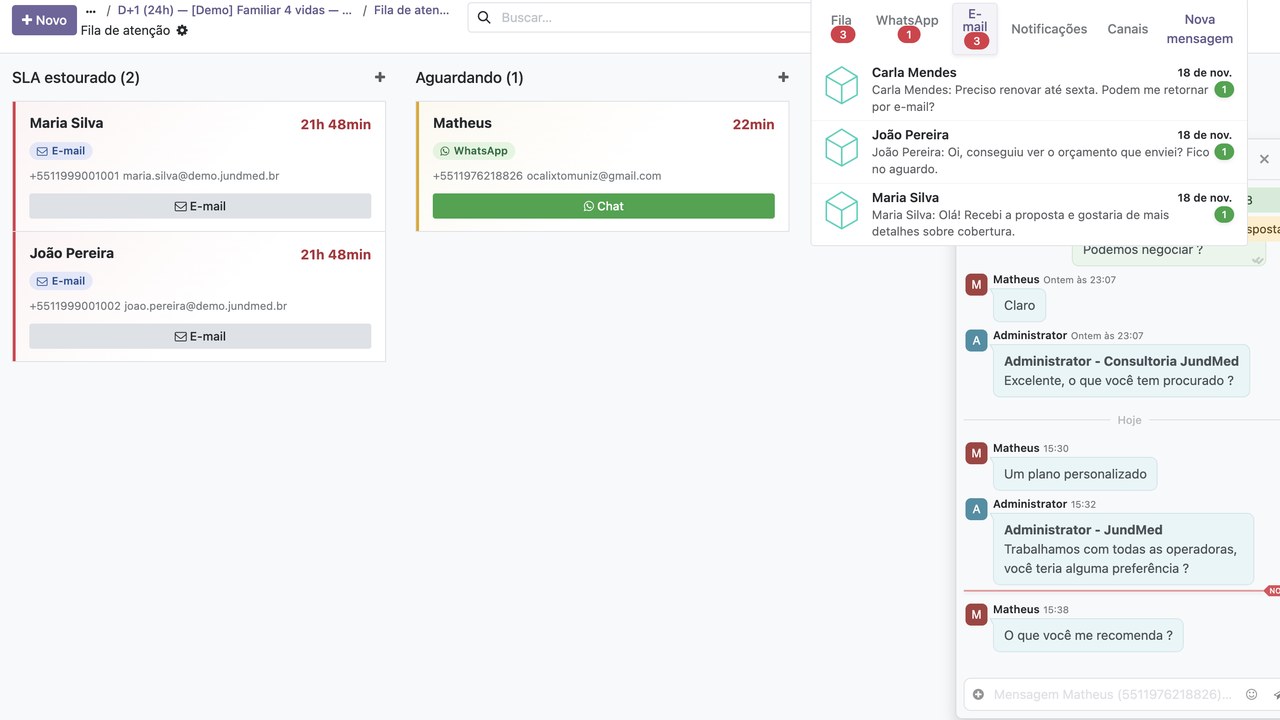 Novo
...
/ D+1 (24h) — [Demo] Familiar 4 vidas — ... / Fila de aten...
Fila de atenção
Buscar...
Fila
3
WhatsApp
1
E-
mail
3
Notificações
Canais
Nova
mensagem
SLA estourado (2)
Maria Silva
21h 48min
E-mail
+5511999001001 maria.silva@demo.jundmed.br
E-mail
João Pereira
21h 48min
E-mail
+5511999001002 joao.pereira@demo.jundmed.br
E-mail
Aguardando (1)
Matheus
22min
WhatsApp
+5511976218826 ocalixtomuniz@gmail.com
Chat
Carla Mendes
18 de nov.
Carla Mendes: Preciso renovar até sexta. Podem me retornar
por e-mail?
1
João Pereira
18 de nov.
João Pereira: Oi, conseguiu ver o orçamento que enviei? Fico
no aguardo.
1
Maria Silva
18 de nov.
Maria Silva: Olá! Recebi a proposta e gostaria de mais
detalhes sobre cobertura.
1
Podemos negociar ?
M
Matheus Ontem às 23:07
Claro
A
Administrator Ontem às 23:07
Administrator - Consultoria JundMed
Excelente, o que você tem procurado ?
Hoje
M
Matheus 15:30
Um plano personalizado
A
Administrator 15:32
Administrator - JundMed
Trabalhamos com todas as operadoras,
você teria alguma preferência ?
M
Matheus 15:38
O que você me recomenda ?
Mensagem Matheus (5511976218826)...